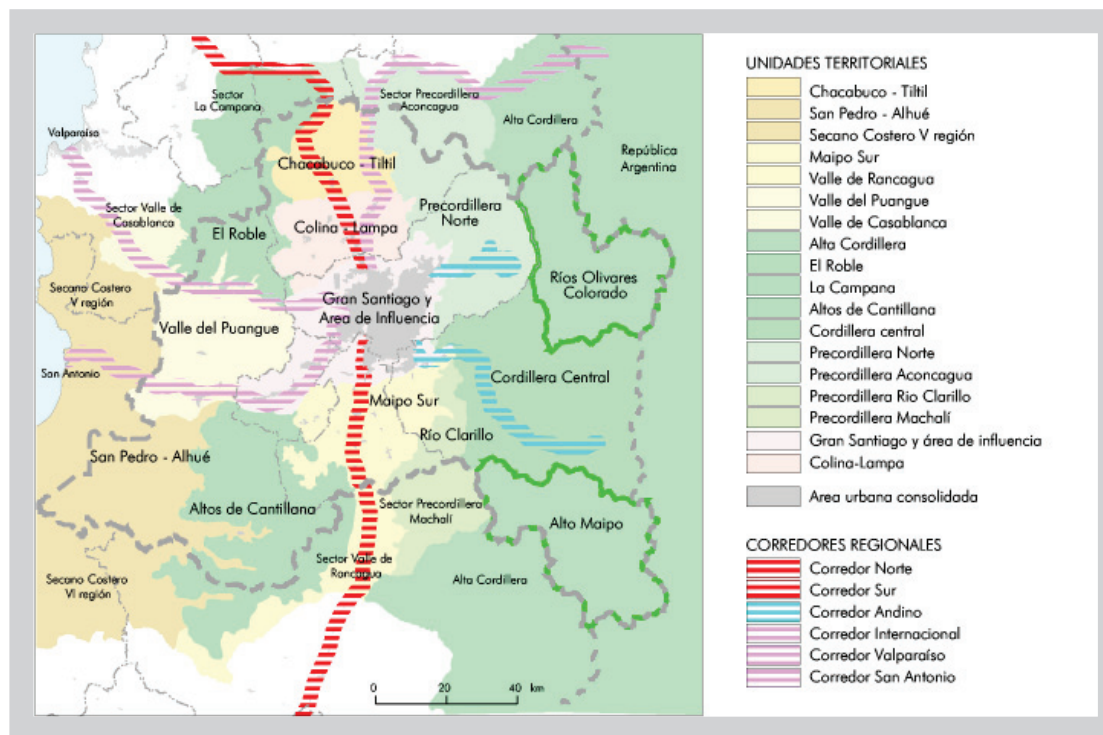 Sector
La Campana
Sector Precordillera
Aconcagua
Alta Cordillera
Valparaíso
República
Argentina
Chacabuco - Tiltil
Sector Valle de
Casablanca
El Roble
Colina - Lampa
Precordillera
Norte
Secano Costero
V región
Gran Santiago y
Area de Influencia
Ríos Olivares
Colorado
Valle del Puangue
San Antonio
Cordillera Central
Maipo Sur
Río Clarillo
San Pedro - Alhué
Altos de Cantillana
Sector Precordillera
Machalí
Alto Maipo
Sector Valle de
Rancagua
Secano Costero
VI región
Alta Cordillera
0 20 40 km
UNIDADES TERRITORIALES
Chacabuco - Tiltil
San Pedro - Alhué
Secano Costero V región
Maipo Sur
Valle de Rancagua
Valle del Puangue
Valle de Casablanca
Alta Cordillera
El Roble
La Campana
Altos de Cantillana
Cordillera central
Precordillera Norte
Precordillera Aconcagua
Precordillera Río Clarillo
Precordillera Machalí
Gran Santiago y área de influencia
Colina-Lampa
Area urbana consolidada
CORREDORES REGIONALES
Corredor Norte
Corredor Sur
Corredor Andino
Corredor Internacional
Corredor Valparaíso
Corredor San Antonio